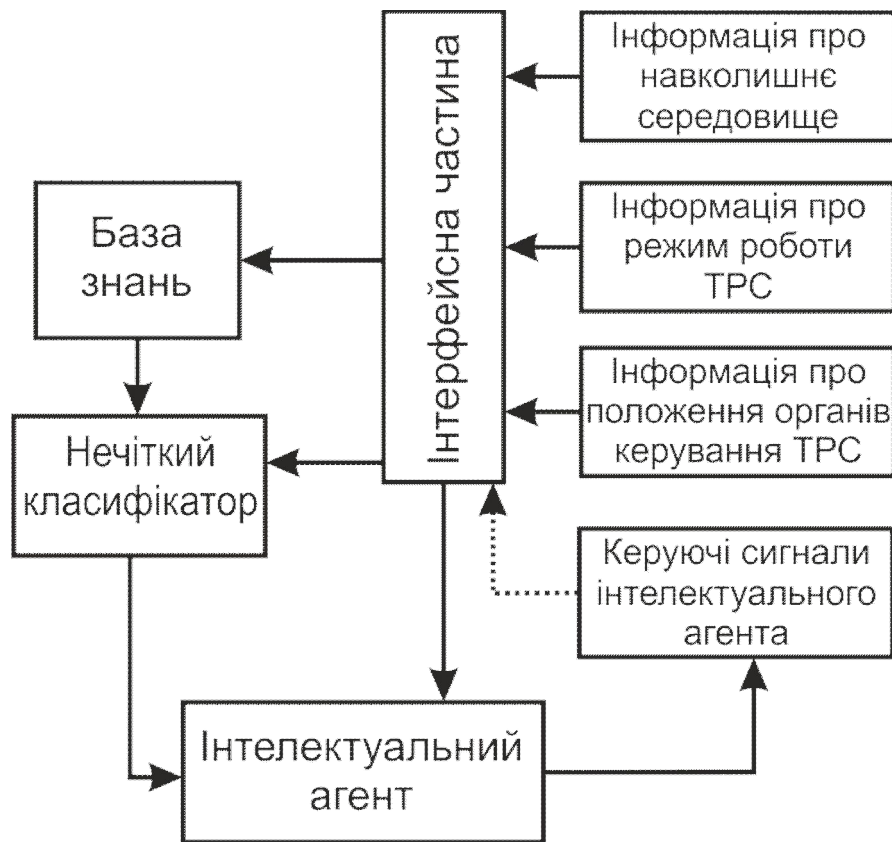 Інтерфейсна частина
Інформація про
навколишнє
середовище
База
знань
Інформація про
режим роботи
ТРС
Інформація про
положення органів
керування ТРС
Нечіткий
класифікатор
Керуючі сигнали
інтелектуального
агента
Інтелектуальний
агент